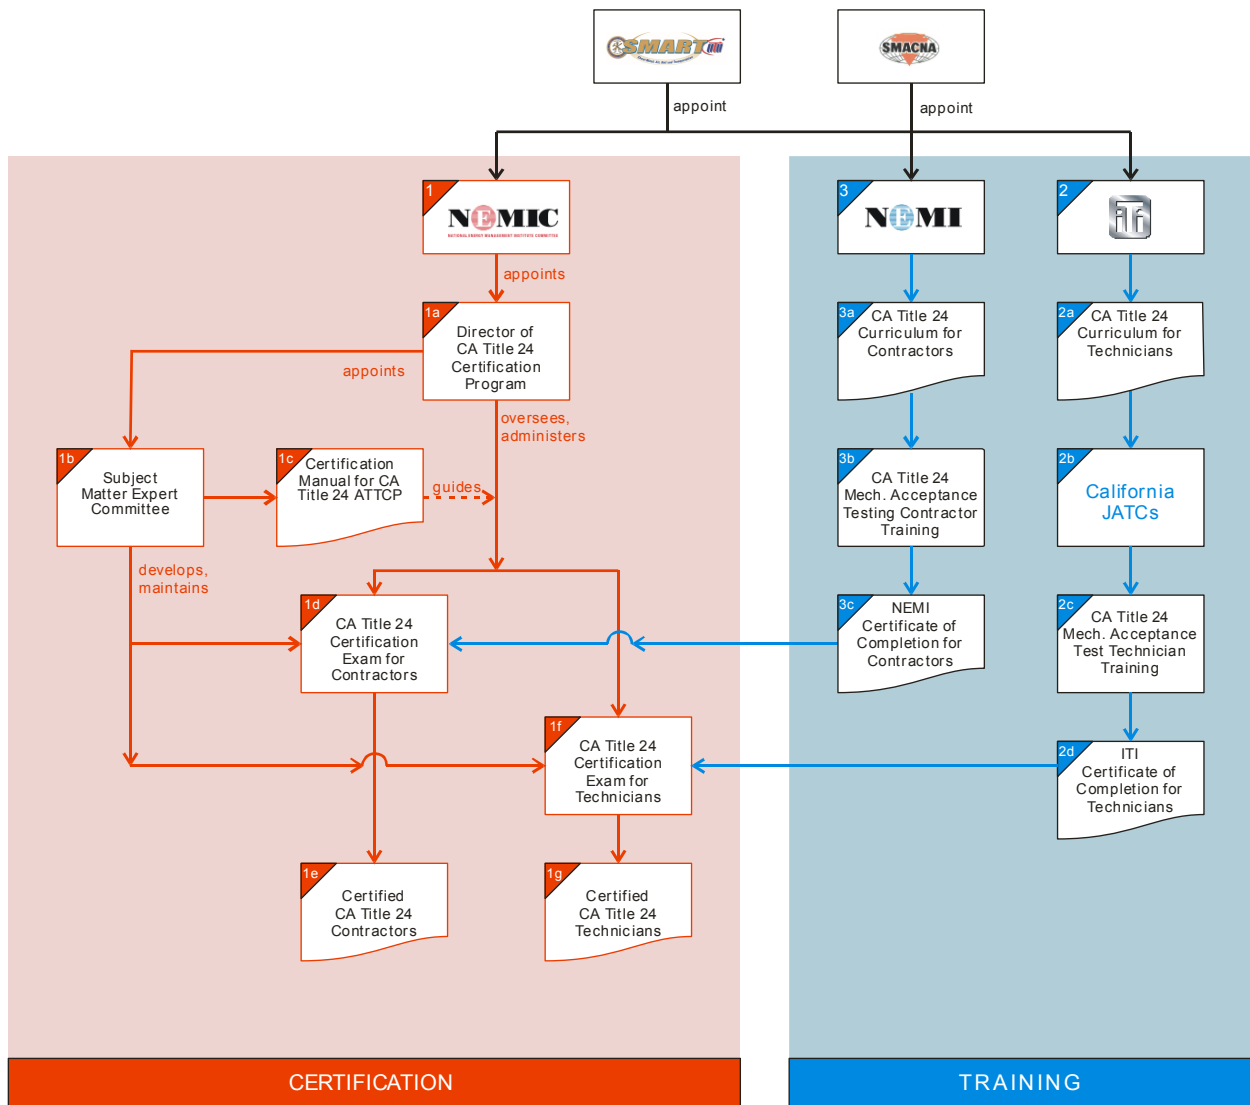 SMART
SMACNA
appoint
appoint
1
NEMIC
NATIONAL ENERGY MANAGEMENT INSTITUTE COMMITTEE
3
NEMI
2
iTi
appoints
1a
Director of
CA Title 24
Certification
Program
3a
CA Title 24
Curriculum for
Contractors
2a
CA Title 24
Curriculum for
Technicians
appoints
oversees,
administers
1b
Subject
Matter Expert
Committee
1c
Certification
Manual for CA
Title 24 ATTCP
guides
3b
CA Title 24
Mech. Acceptance
Testing Contractor
Training
2b
California
JATCs
develops,
maintains
1d
CA Title 24
Certification
Exam for
Contractors
3c
NEMI
Certificate of
Completion for
Contractors
2c
CA Title 24
Mech. Acceptance
Test Technician
Training
1f
CA Title 24
Certification
Exam for
Technicians
2d
ITI
Certificate of
Completion for
Technicians
1e
Certified
CA Title 24
Contractors
1g
Certified
CA Title 24
Technicians
CERTIFICATION
TRAINING